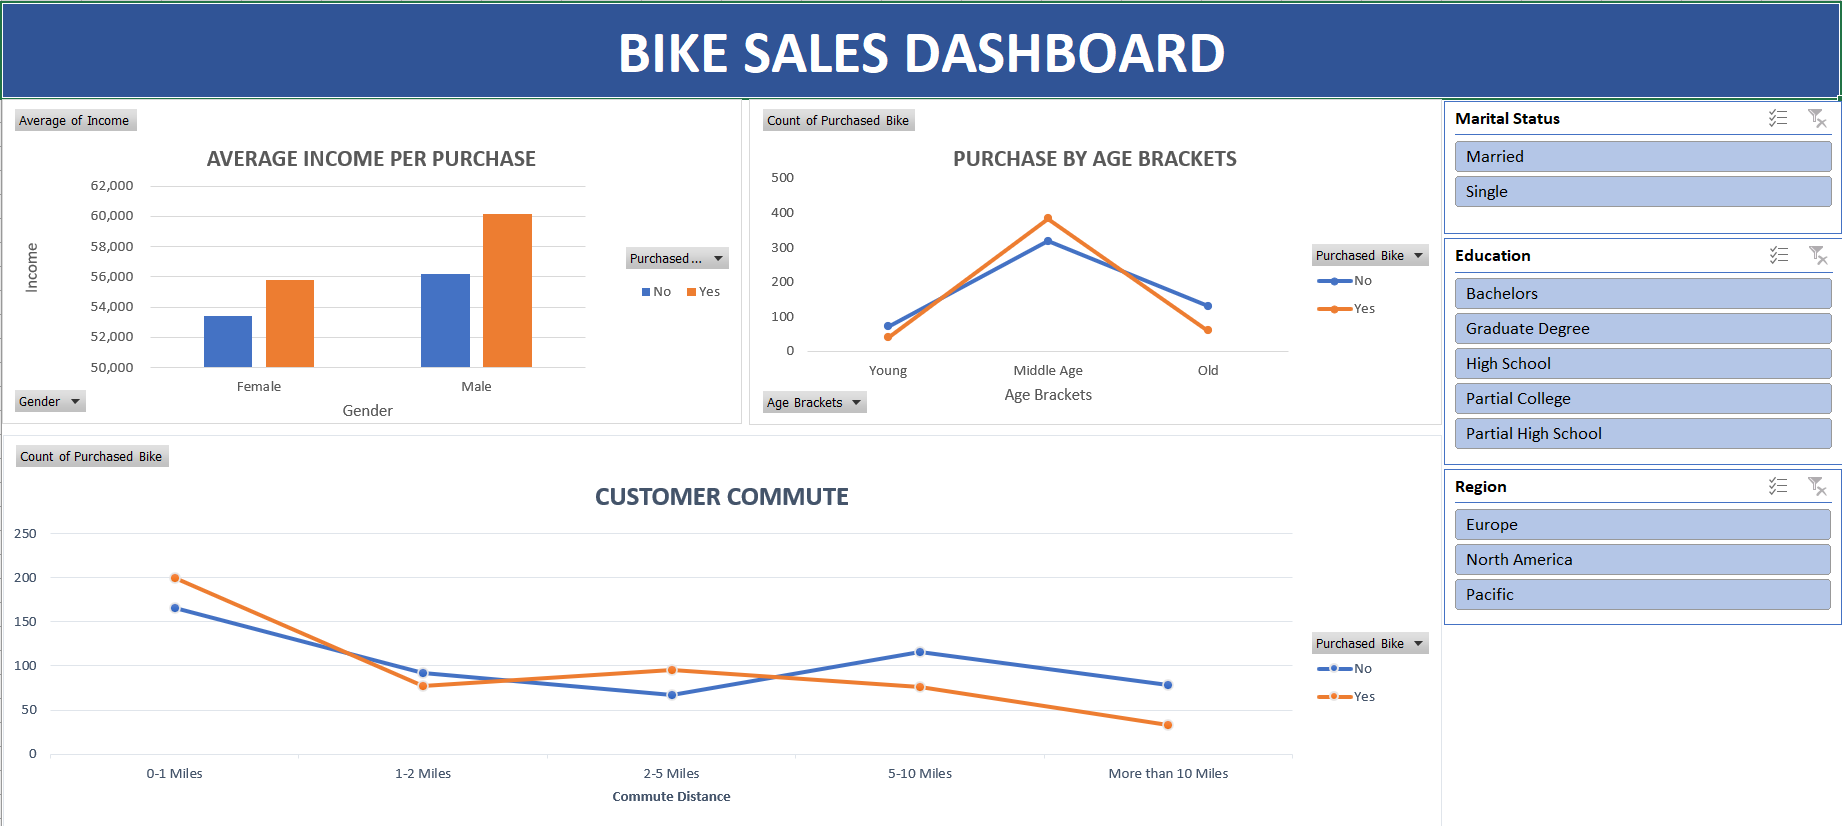 BIKE SALES DASHBOARD
Average of Income
AVERAGE INCOME PER PURCHASE
62,000
60,000
58,000
56,000
54,000
52,000
50,000
Income
Female
Male
Gender
Gender
Purchased ...
No
Yes
Count of Purchased Bike
PURCHASE BY AGE BRACKETS
500
400
300
200
100
0
Young
Middle Age
Old
Age Brackets
Age Brackets
Purchased Bike
No
Yes
Count of Purchased Bike
CUSTOMER COMMUTE
250
200
150
100
50
0
0-1 Miles
1-2 Miles
2-5 Miles
5-10 Miles
More than 10 Miles
Commute Distance
Purchased Bike
No
Yes
Marital Status
Married
Single
Education
Bachelors
Graduate Degree
High School
Partial College
Partial High School
Region
Europe
North America
Pacific